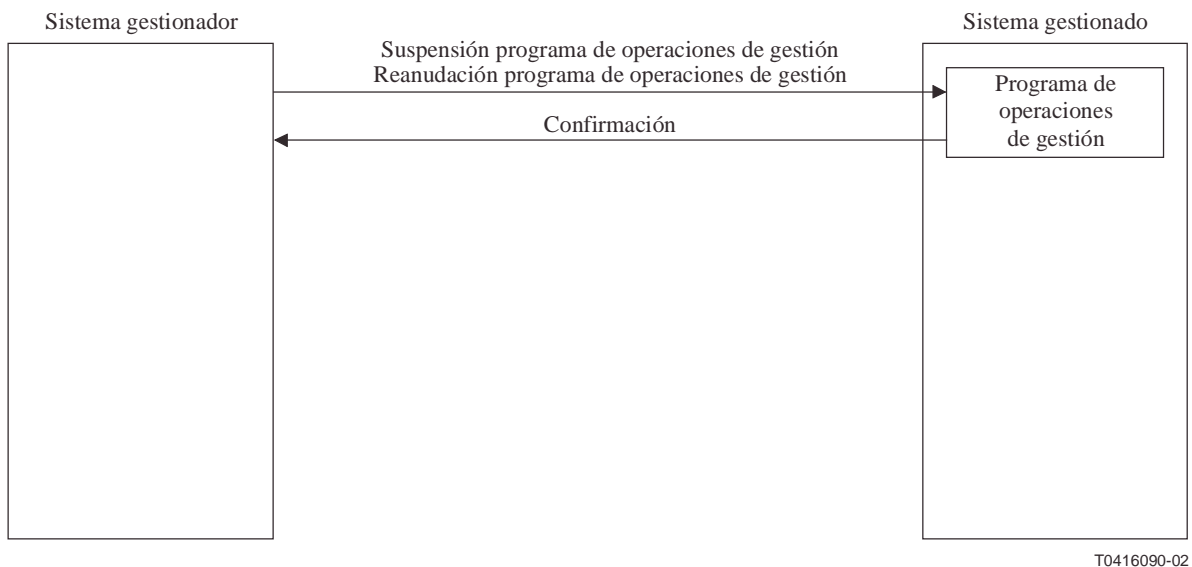 Sistema gestionador
Sistema gestionado
Suspensión programa de operaciones de gestión
Reanudación programa de operaciones de gestión
Programa de
operaciones
de gestión
Confirmación
T0416090-02